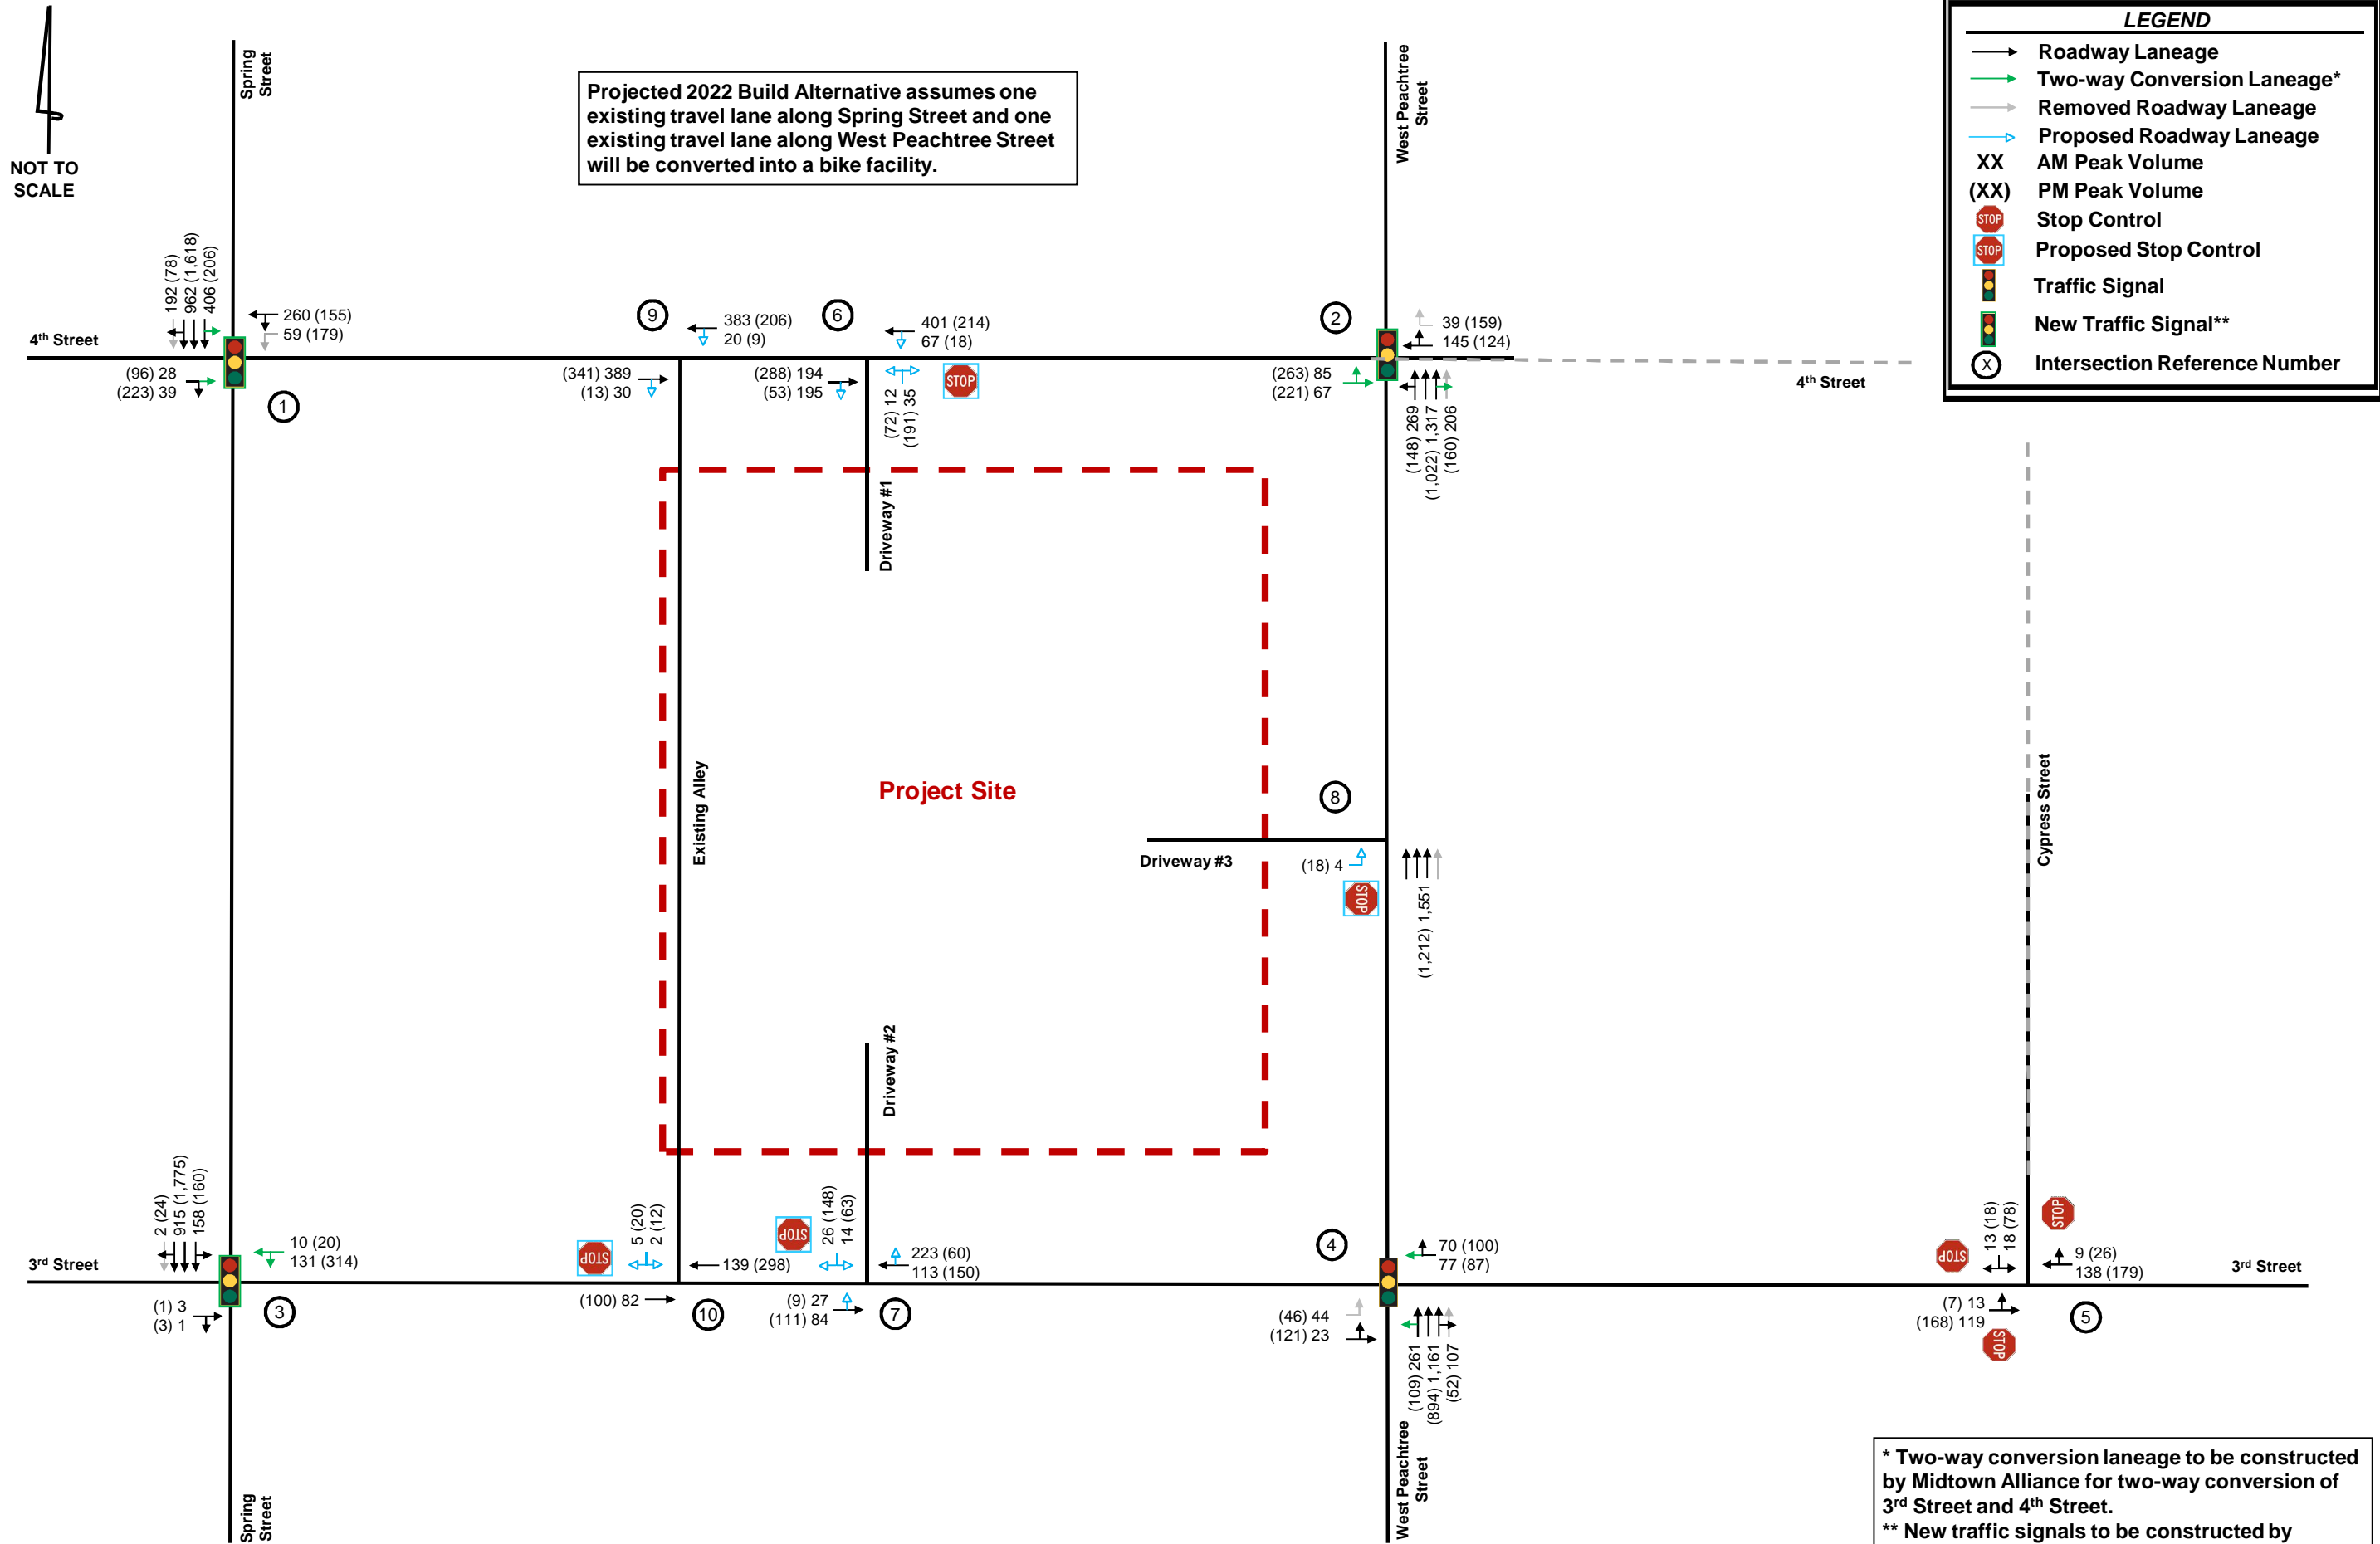 LEGEND
Roadway Laneage
Two-way Conversion Laneage*
Removed Roadway Laneage
Proposed Roadway Laneage
XX AM Peak Volume
(XX) PM Peak Volume
STOP Stop Control
STOP Proposed Stop Control
Traffic Signal
New Traffic Signal**
X Intersection Reference Number
NOT TO
SCALE
Spring
Street
Projected 2022 Build Alternative assumes one
existing travel lane along Spring Street and one
existing travel lane along West Peachtree Street
will be converted into a bike facility.
West Peachtree
Street
192 (78)
962 (1,618)
406 (206)
260 (155)
59 (179)
4th Street
(96) 28
(223) 39
1
9
383 (206)
20 (9)
(341) 389
(13) 30
6
401 (214)
67 (18)
(288) 194
(53) 195
STOP
(72) 12
(191) 35
2
39 (159)
145 (124)
(263) 85
(221) 67
(148) 269
(1,022) 1,317
(160) 206
4th Street
Driveway #1
Existing Alley
Project Site
8
Driveway #3
(18) 4
STOP
(1,212) 1,551
Cypress Street
Driveway #2
2 (24)
915 (1,775)
158 (160)
10 (20)
131 (314)
3rd Street
(1) 3
(3) 1
3
STOP
5 (20)
2 (12)
139 (298)
(100) 82
10
STOP
26 (148)
14 (63)
223 (60)
113 (150)
(9) 27
(111) 84
7
4
70 (100)
77 (87)
(46) 44
(121) 23
(109) 261
(894) 1,161
(52) 107
STOP
13 (18)
18 (78)
STOP
9 (26)
138 (179)
3rd Street
(7) 13
(168) 119
STOP
5
Spring
Street
West Peachtree
Street
* Two-way conversion laneage to be constructed
by Midtown Alliance for two-way conversion of
3rd Street and 4th Street.
** New traffic signals to be constructed by